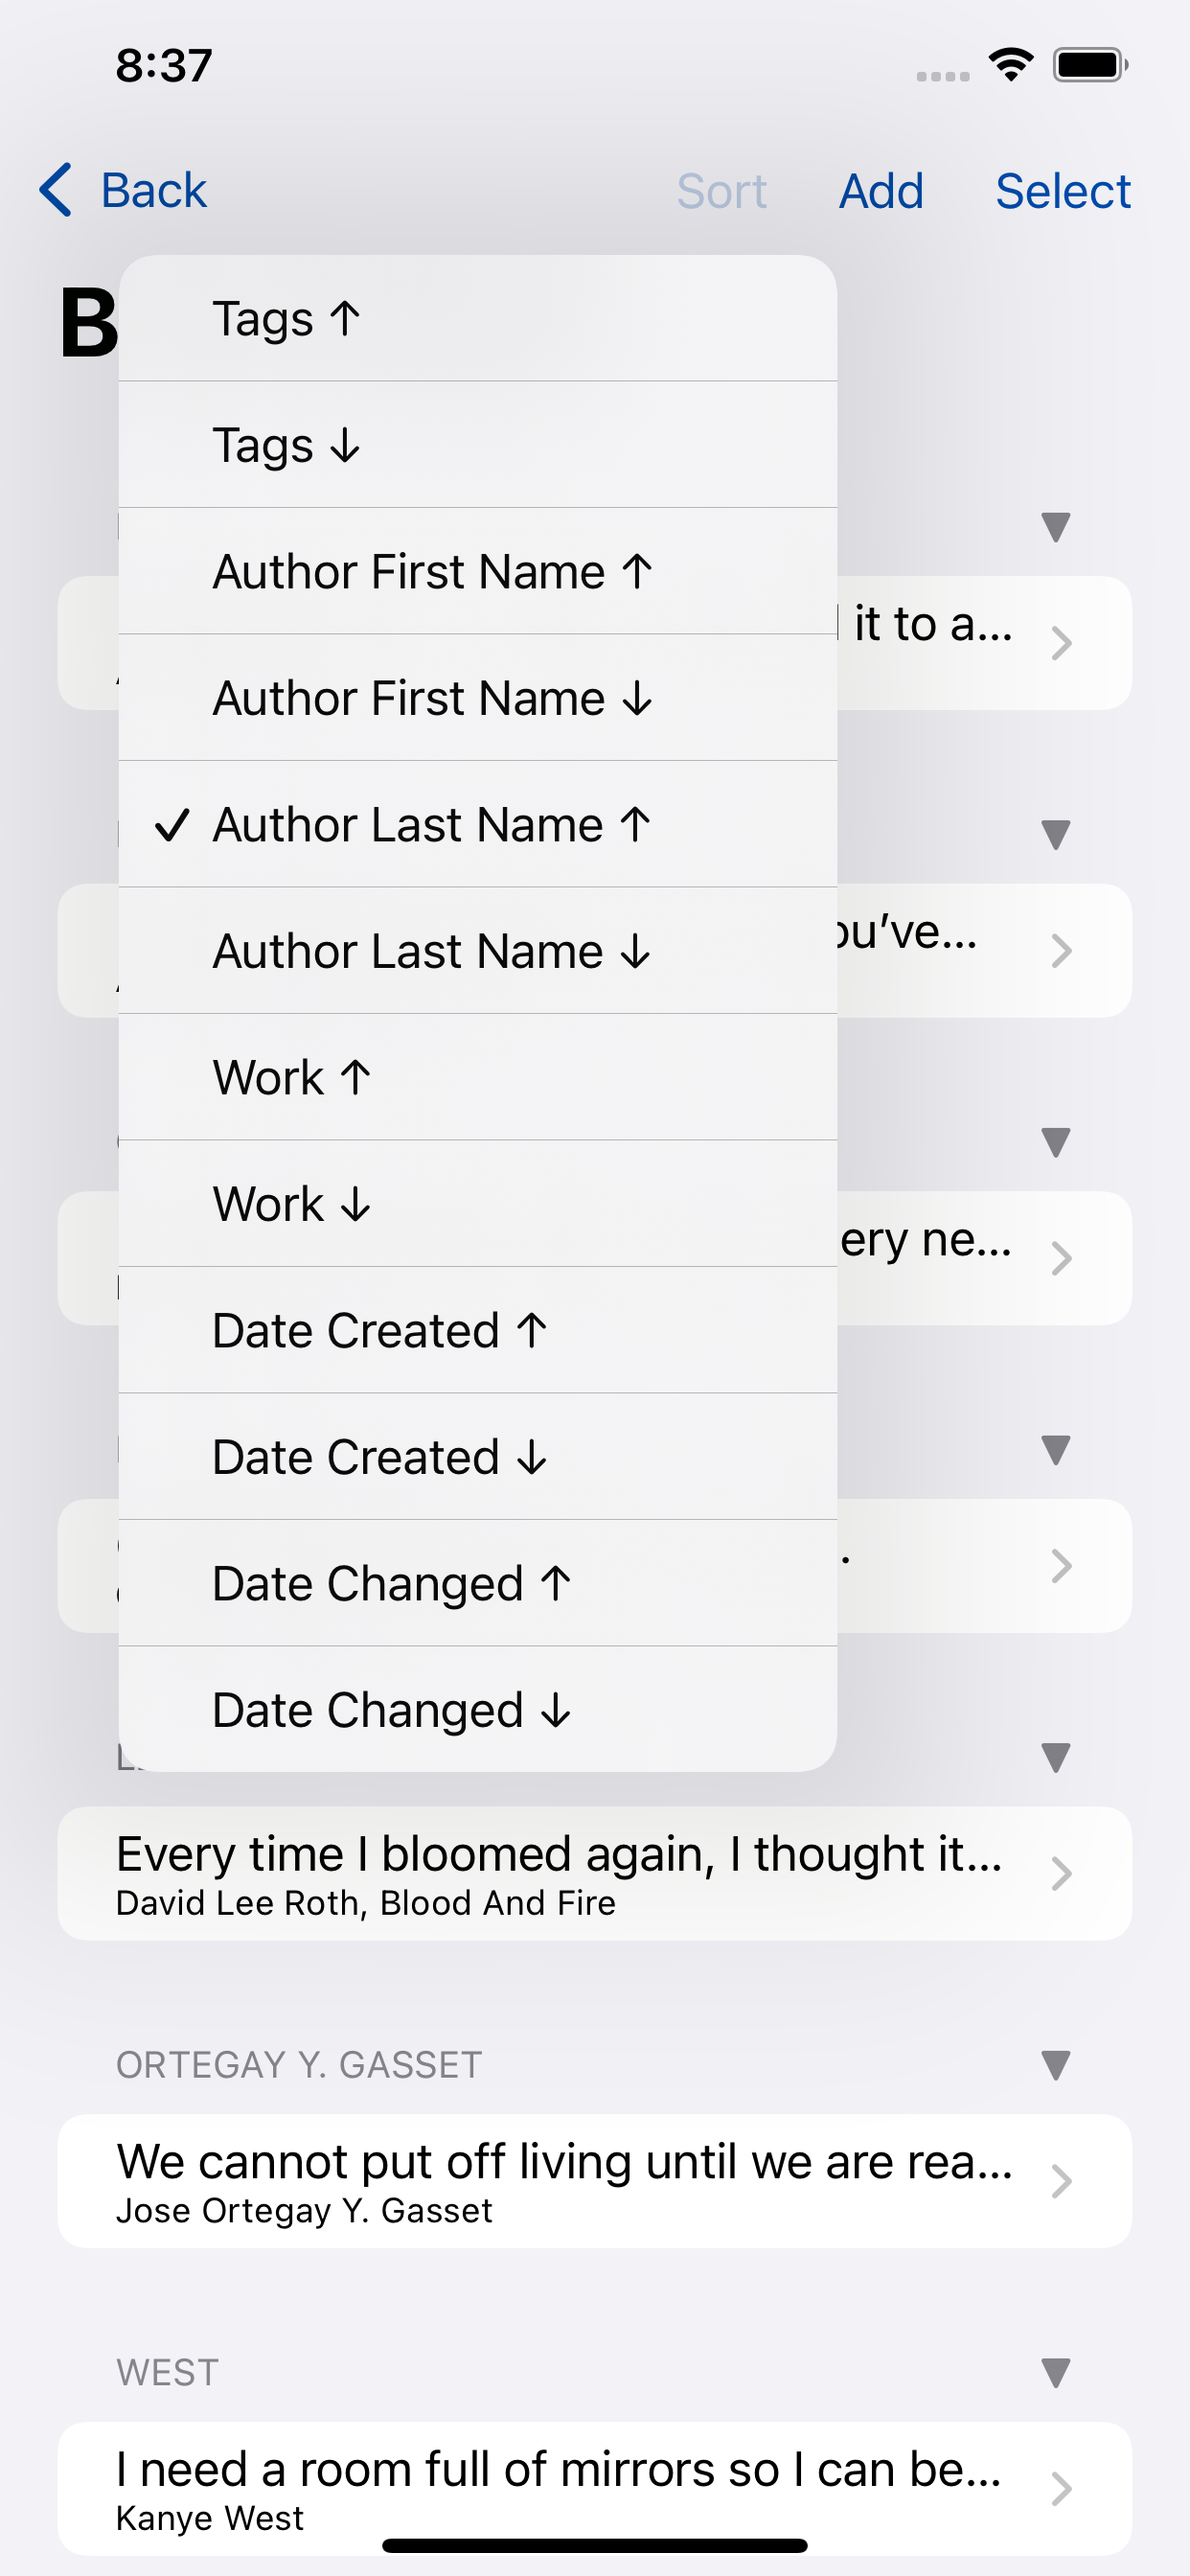 8:37
Back
Sort
Add
Select
B
Tags ↑
Tags ↓
Author First Name ↑
it to a...
Author First Name ↓
✓ Author Last Name ↑
Author Last Name ↓
ou’ve...
Work ↑
Work ↓
ery ne...
Date Created ↑
Date Created ↓
Date Changed ↑
Date Changed ↓
Every time I bloomed again, I thought it...
David Lee Roth, Blood And Fire
ORTEGAY Y. GASSET
We cannot put off living until we are rea...
Jose Ortegay Y. Gasset
WEST
I need a room full of mirrors so I can be...
Kanye West